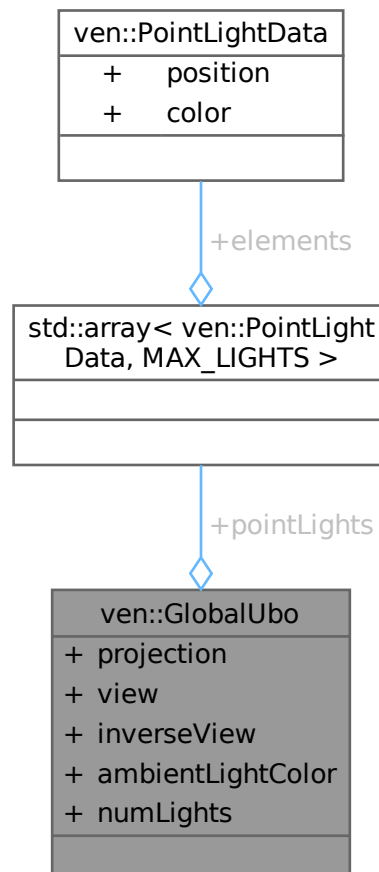 ven::PointLightData
+ position
+ color
+elements
std::array< ven::PointLight
Data, MAX_LIGHTS >
+pointLights
ven::GlobalUbo
+ projection
+ view
+ inverseView
+ ambientLightColor
+ numLights